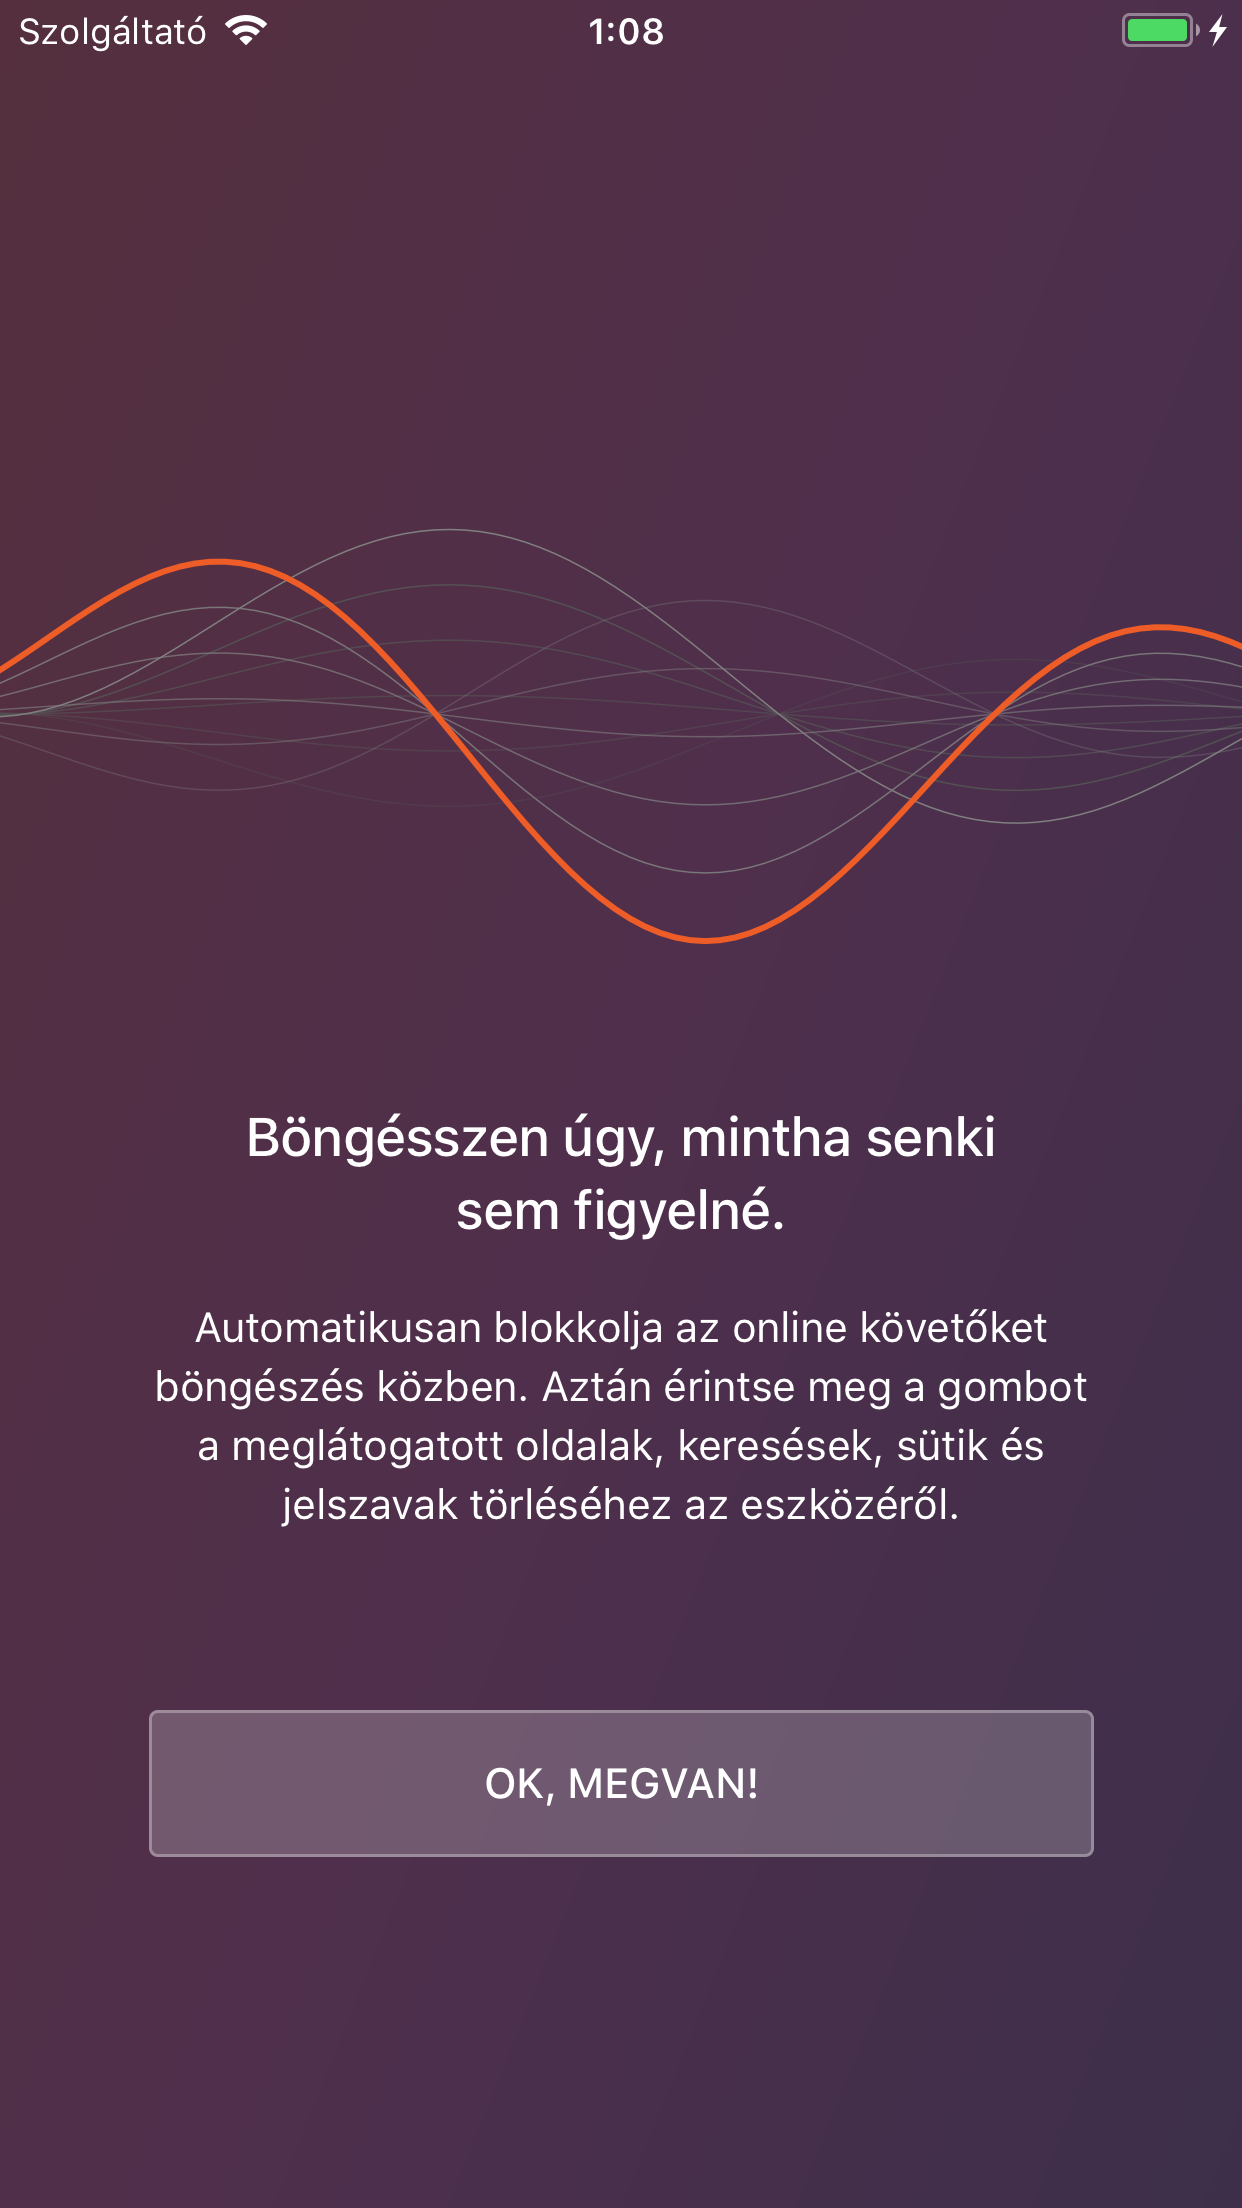 Szolgáltató
1:08
Böngésszen úgy, mintha senki
sem figyelné.
Automatikusan blokkolja az online követőket
böngészés közben. Aztán érintse meg a gombot
a meglátogatott oldalak, keresések, sütik és
jelszavak törléséhez az eszközéről.
OK, MEGVAN!